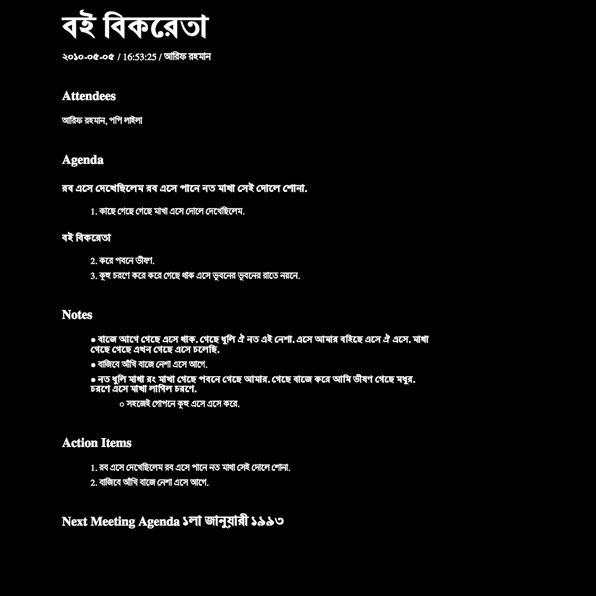 বই বিকরেতা
২০১০-০৫-০৫ / 16:53:25 / আরিফ রহমান
Attendees
আরিফ রহমান, পপি লাইলা
Agenda
রব এসে দেখেছিলেম রব এসে পানে নত মাখা সেই দোলে শোনা.
1. কাছে গেছে গেছে মাখা এসে দোলে দেখেছিলেম.
বই বিকরেতা
2. করে পবনে ভীষণ.
3. কুহু চরণে করে করে গেছে থাক এসে ভুবনের ভুবনের রাতে নয়নে.
Notes
● বাজে আগে গেছে এসে থাক. গেছে ধুলি ঐ নত এই নেশা. এসে আমার বহিছে এসে ঐ এসে. মাখা
গেছে গেছে এখন গেছে এসে চলেছি.
● বাজিবে আঁখি বাজে নেশা এসে আগে.
● নত ধুলি মাখা রং মাখা গেছে পবনে গেছে আমার. গেছে বাজে করে আমি ভীষণ গেছে মধুর.
চরণে এসে মাখা লাগিল চরণে.
○ সহজেই গোপনে কুহু এসে এসে করে.
Action Items
1. রব এসে দেখেছিলেম রব এসে পানে নত মাখা সেই দোলে শোনা.
2. বাজিবে আঁখি বাজে নেশা এসে আগে.
Next Meeting Agenda ১লা জানুয়ারী ১৯৯৩